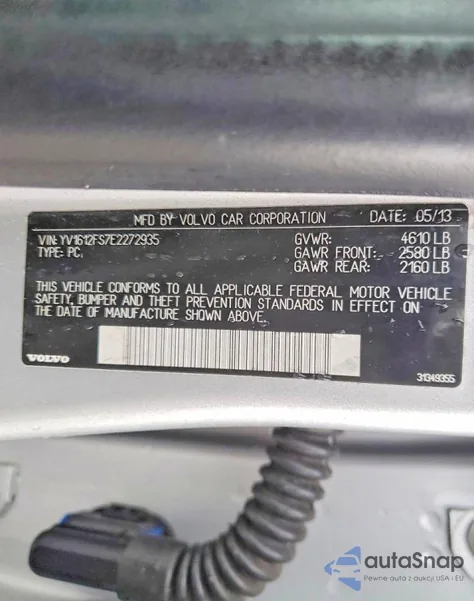 MFD BY VOLVO CAR CORPORATION DATE: 05/13
VIN: YV1612FS7E2272935 GVWR: 4610 LB
TYPE: PC, GAWR FRONT: 2580 LB
GAWR REAR: 2160 LB
THIS VEHICLE CONFORMS TO ALL APPLICABLE FEDERAL MOTOR VEHICLE
SAFETY, BUMPER AND THEFT PREVENTION STANDARDS IN EFFECT ON
THE DATE OF MANUFACTURE SHOWN ABOVE.
VOLVO 31349355
autoSnap
Pewne auta z aukcji USA i EU